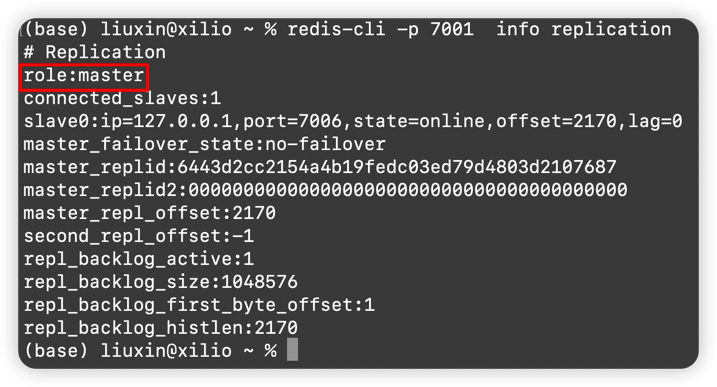 (base) liuxin@xilio ~ % redis-cli -p 7001  info replication
# Replication
role:master
connected_slaves:1
slave0:ip=127.0.0.1,port=7006,state=online,offset=2170,lag=0
master_failover_state:no-failover
master_replid:6443d2cc2154a4b19fedc03ed79d4803d2107687
master_replid2:0000000000000000000000000000000000000000
master_repl_offset:2170
second_repl_offset:-1
repl_backlog_active:1
repl_backlog_size:1048576
repl_backlog_first_byte_offset:1
repl_backlog_histlen:2170
(base) liuxin@xilio ~ %